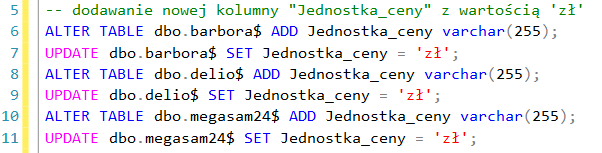 5 -- dodawanie nowej kolumny "Jednostka_ceny" z wartością 'zł'
6 ALTER TABLE dbo.barbora$ ADD Jednostka_ceny varchar(255);
7 UPDATE dbo.barbora$ SET Jednostka_ceny = 'zł';
8 ALTER TABLE dbo.delio$ ADD Jednostka_ceny varchar(255);
9 UPDATE dbo.delio$ SET Jednostka_ceny = 'zł';
10 ALTER TABLE dbo.megasam24$ ADD Jednostka_ceny varchar(255);
11 UPDATE dbo.megasam24$ SET Jednostka_ceny = 'zł';